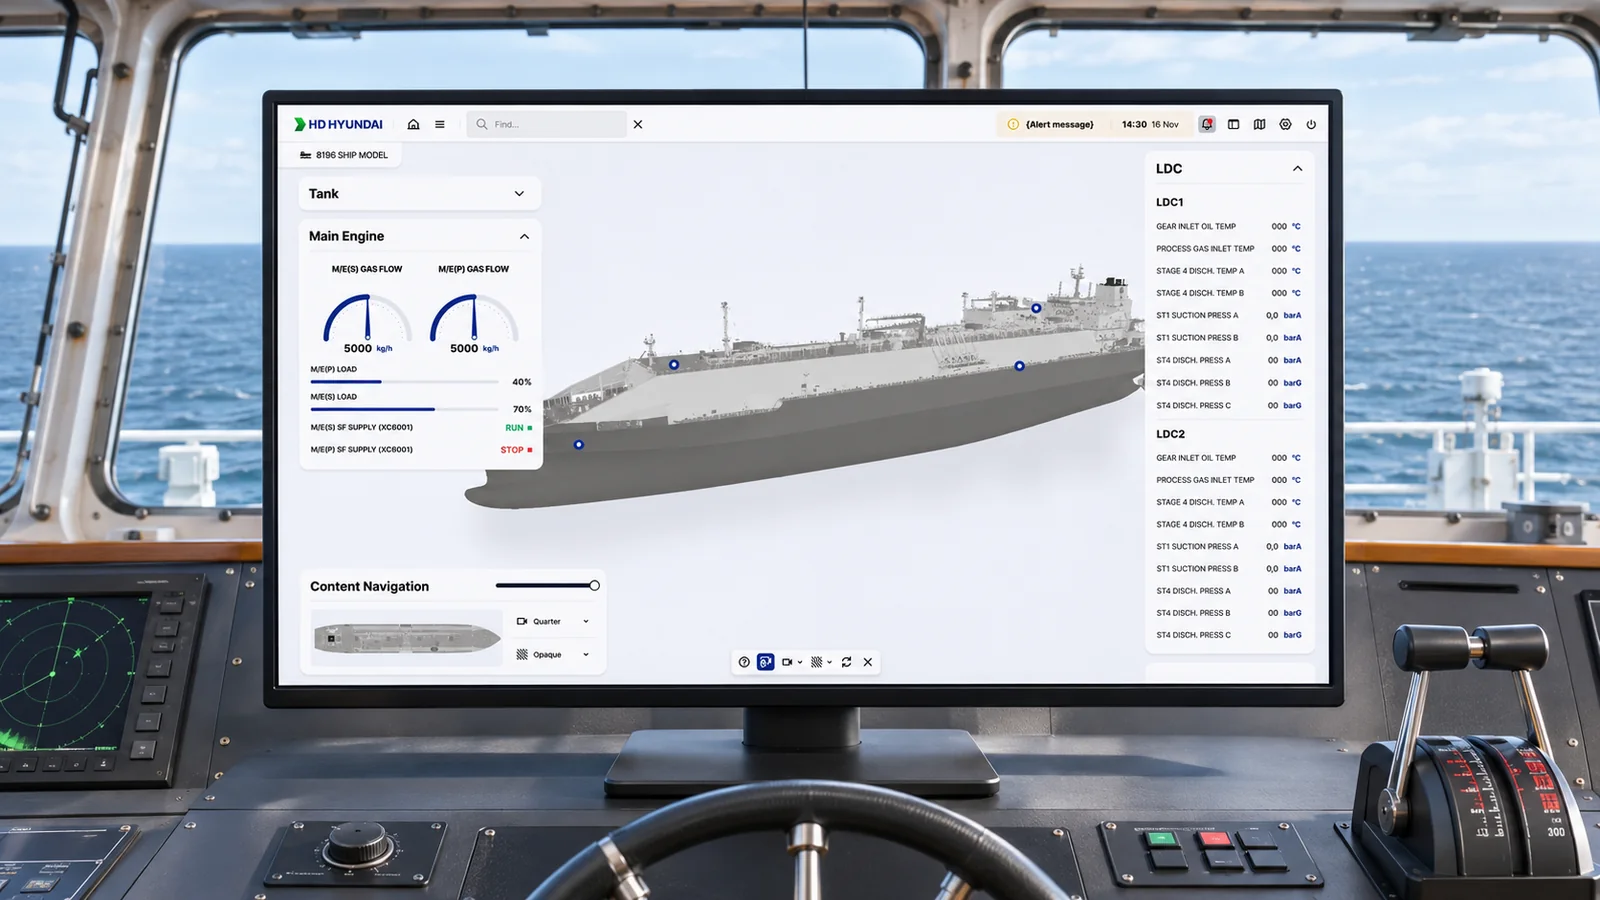 HD HYUNDAI
Find...
{Alert message}
14:30 16 Nov
8196 SHIP MODEL
Tank
Main Engine
M/E(S) GAS FLOW
M/E(P) GAS FLOW
5000 kg/h
5000 kg/h
M/E(P) LOAD
40%
M/E(S) LOAD
70%
M/E(S) SF SUPPLY (XC6001) RUN
M/E(P) SF SUPPLY (XC6001) STOP
Content Navigation
Quarter
Opaque
LDC
LDC1
GEAR INLET OIL TEMP 000 °C
PROCESS GAS INLET TEMP 000 °C
STAGE 4 DISCH. TEMP A 000 °C
STAGE 4 DISCH. TEMP B 000 °C
ST1 SUCTION PRESS A 0,0 barA
ST1 SUCTION PRESS B 0,0 barA
ST4 DISCH. PRESS A 00 barA
ST4 DISCH. PRESS B 00 barG
ST4 DISCH. PRESS C 00 barG
LDC2
GEAR INLET OIL TEMP 000 °C
PROCESS GAS INLET TEMP 000 °C
STAGE 4 DISCH. TEMP A 000 °C
STAGE 4 DISCH. TEMP B 000 °C
ST1 SUCTION PRESS A 0,0 barA
ST1 SUCTION PRESS B 0,0 barA
ST4 DISCH. PRESS A 00 barA
ST4 DISCH. PRESS B 00 barG
ST4 DISCH. PRESS C 00 barG
300